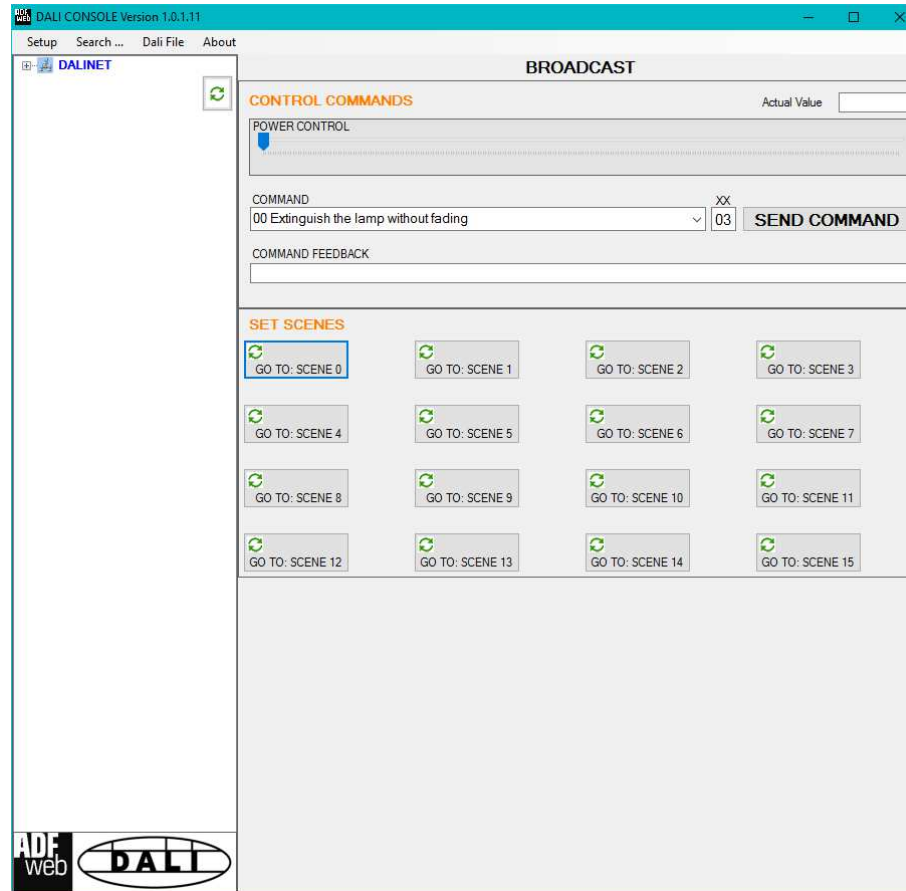 DALI CONSOLE Version 1.0.1.11
Setup Search ... Dali File About
DALINET
BROADCAST
CONTROL COMMANDS
Actual Value
POWER CONTROL
COMMAND
XX
00 Extinguish the lamp without fading
03
SEND COMMAND
COMMAND FEEDBACK
SET SCENES
GO TO: SCENE 0
GO TO: SCENE 1
GO TO: SCENE 2
GO TO: SCENE 3
GO TO: SCENE 4
GO TO: SCENE 5
GO TO: SCENE 6
GO TO: SCENE 7
GO TO: SCENE 8
GO TO: SCENE 9
GO TO: SCENE 10
GO TO: SCENE 11
GO TO: SCENE 12
GO TO: SCENE 13
GO TO: SCENE 14
GO TO: SCENE 15
ADF
web
DALI